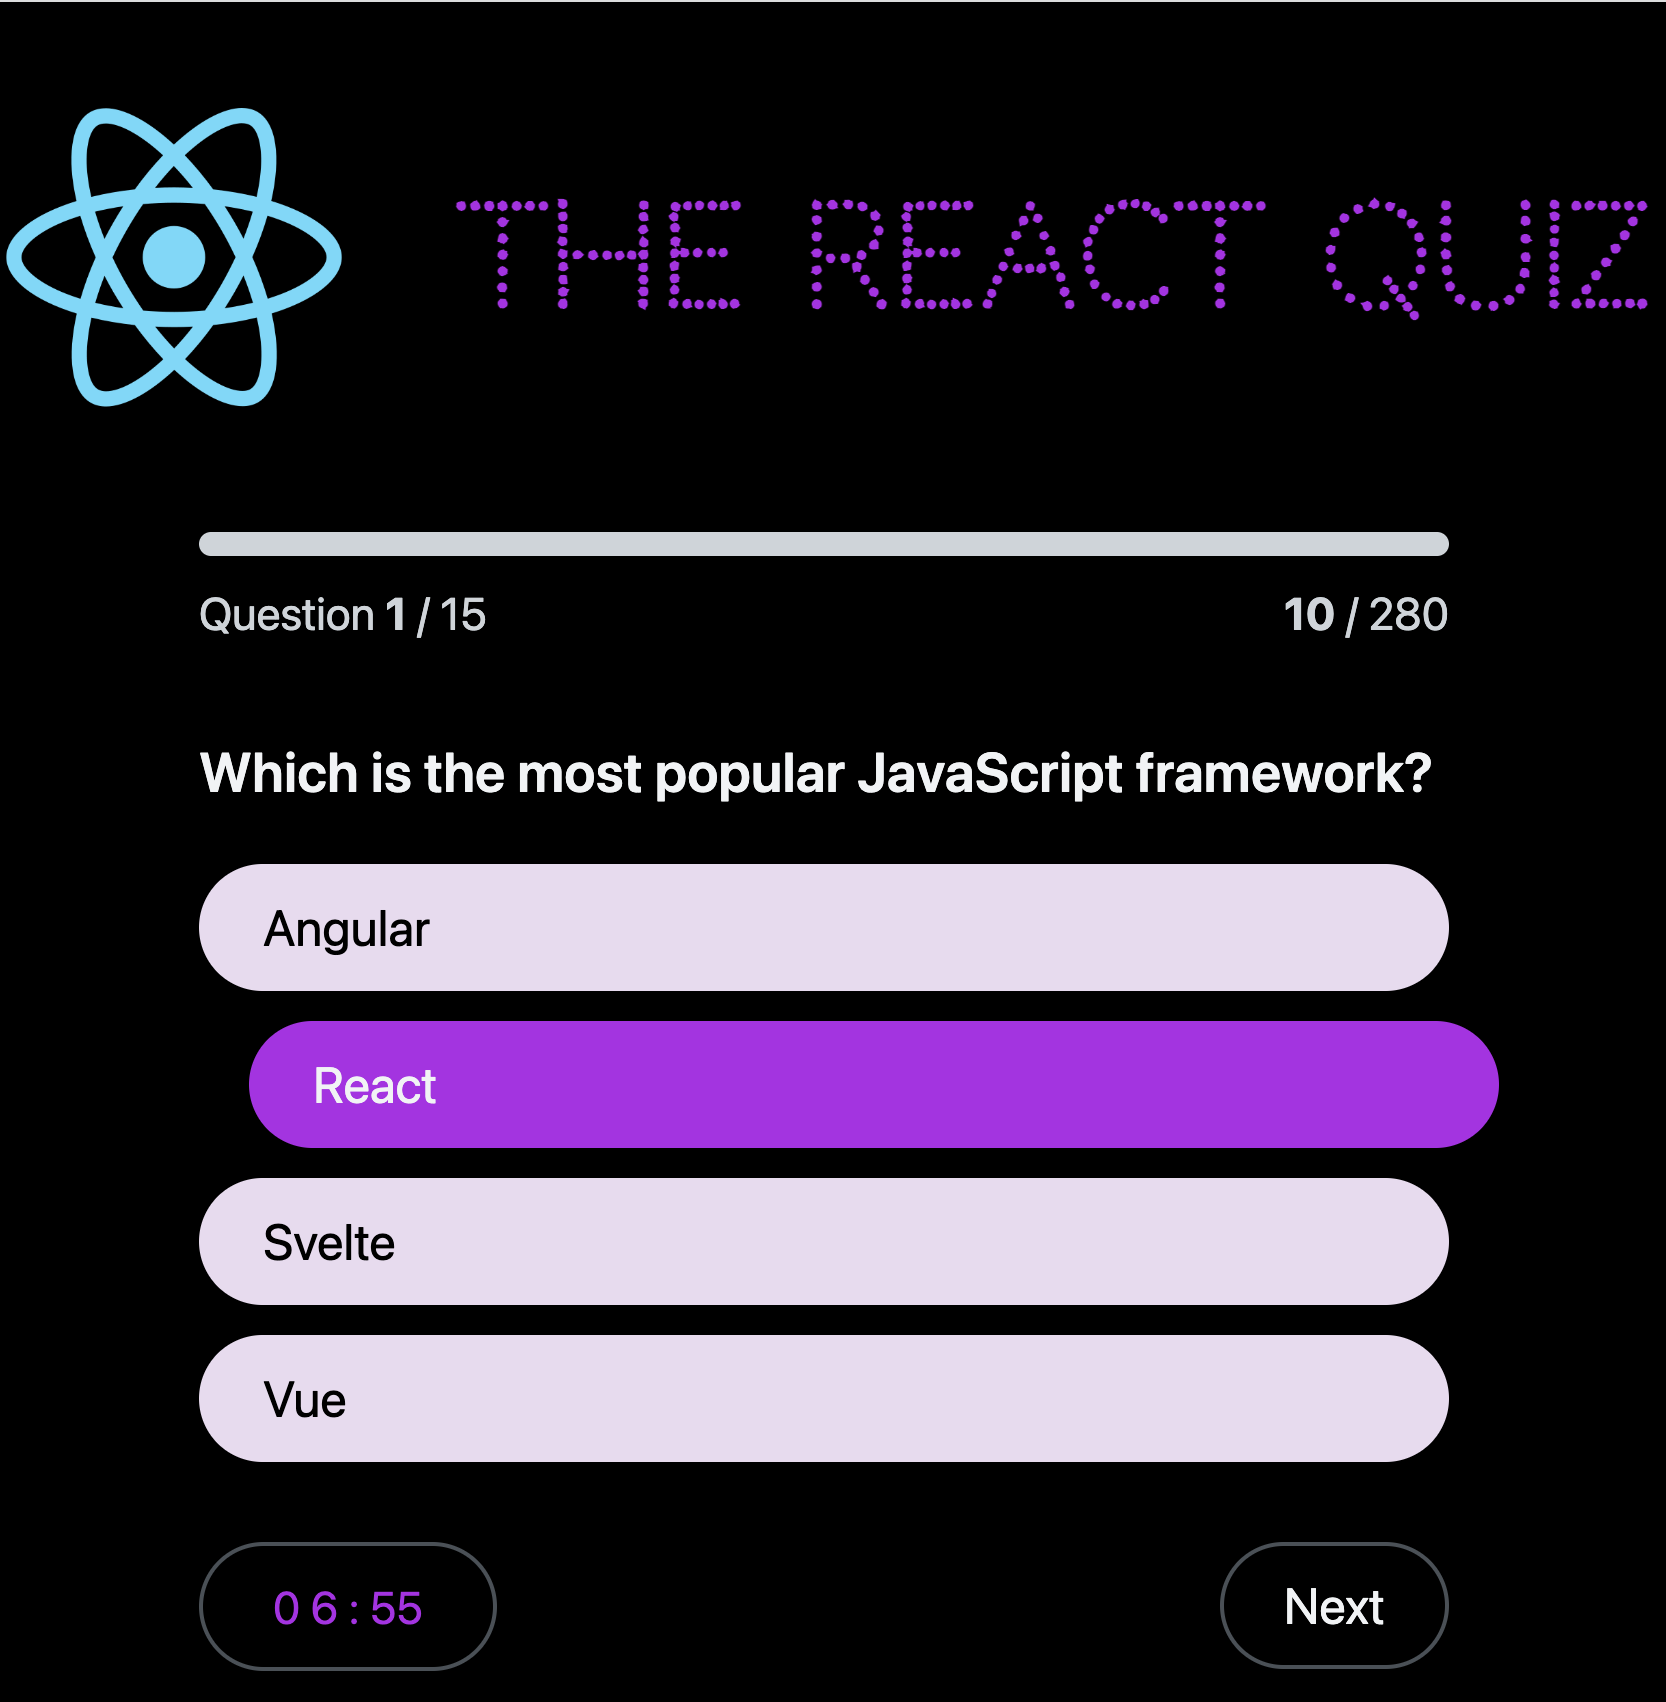 THE REACT QUIZ
Question 1 / 15
10 / 280
Which is the most popular JavaScript framework?
Angular
React
Svelte
Vue
0 6 : 55
Next